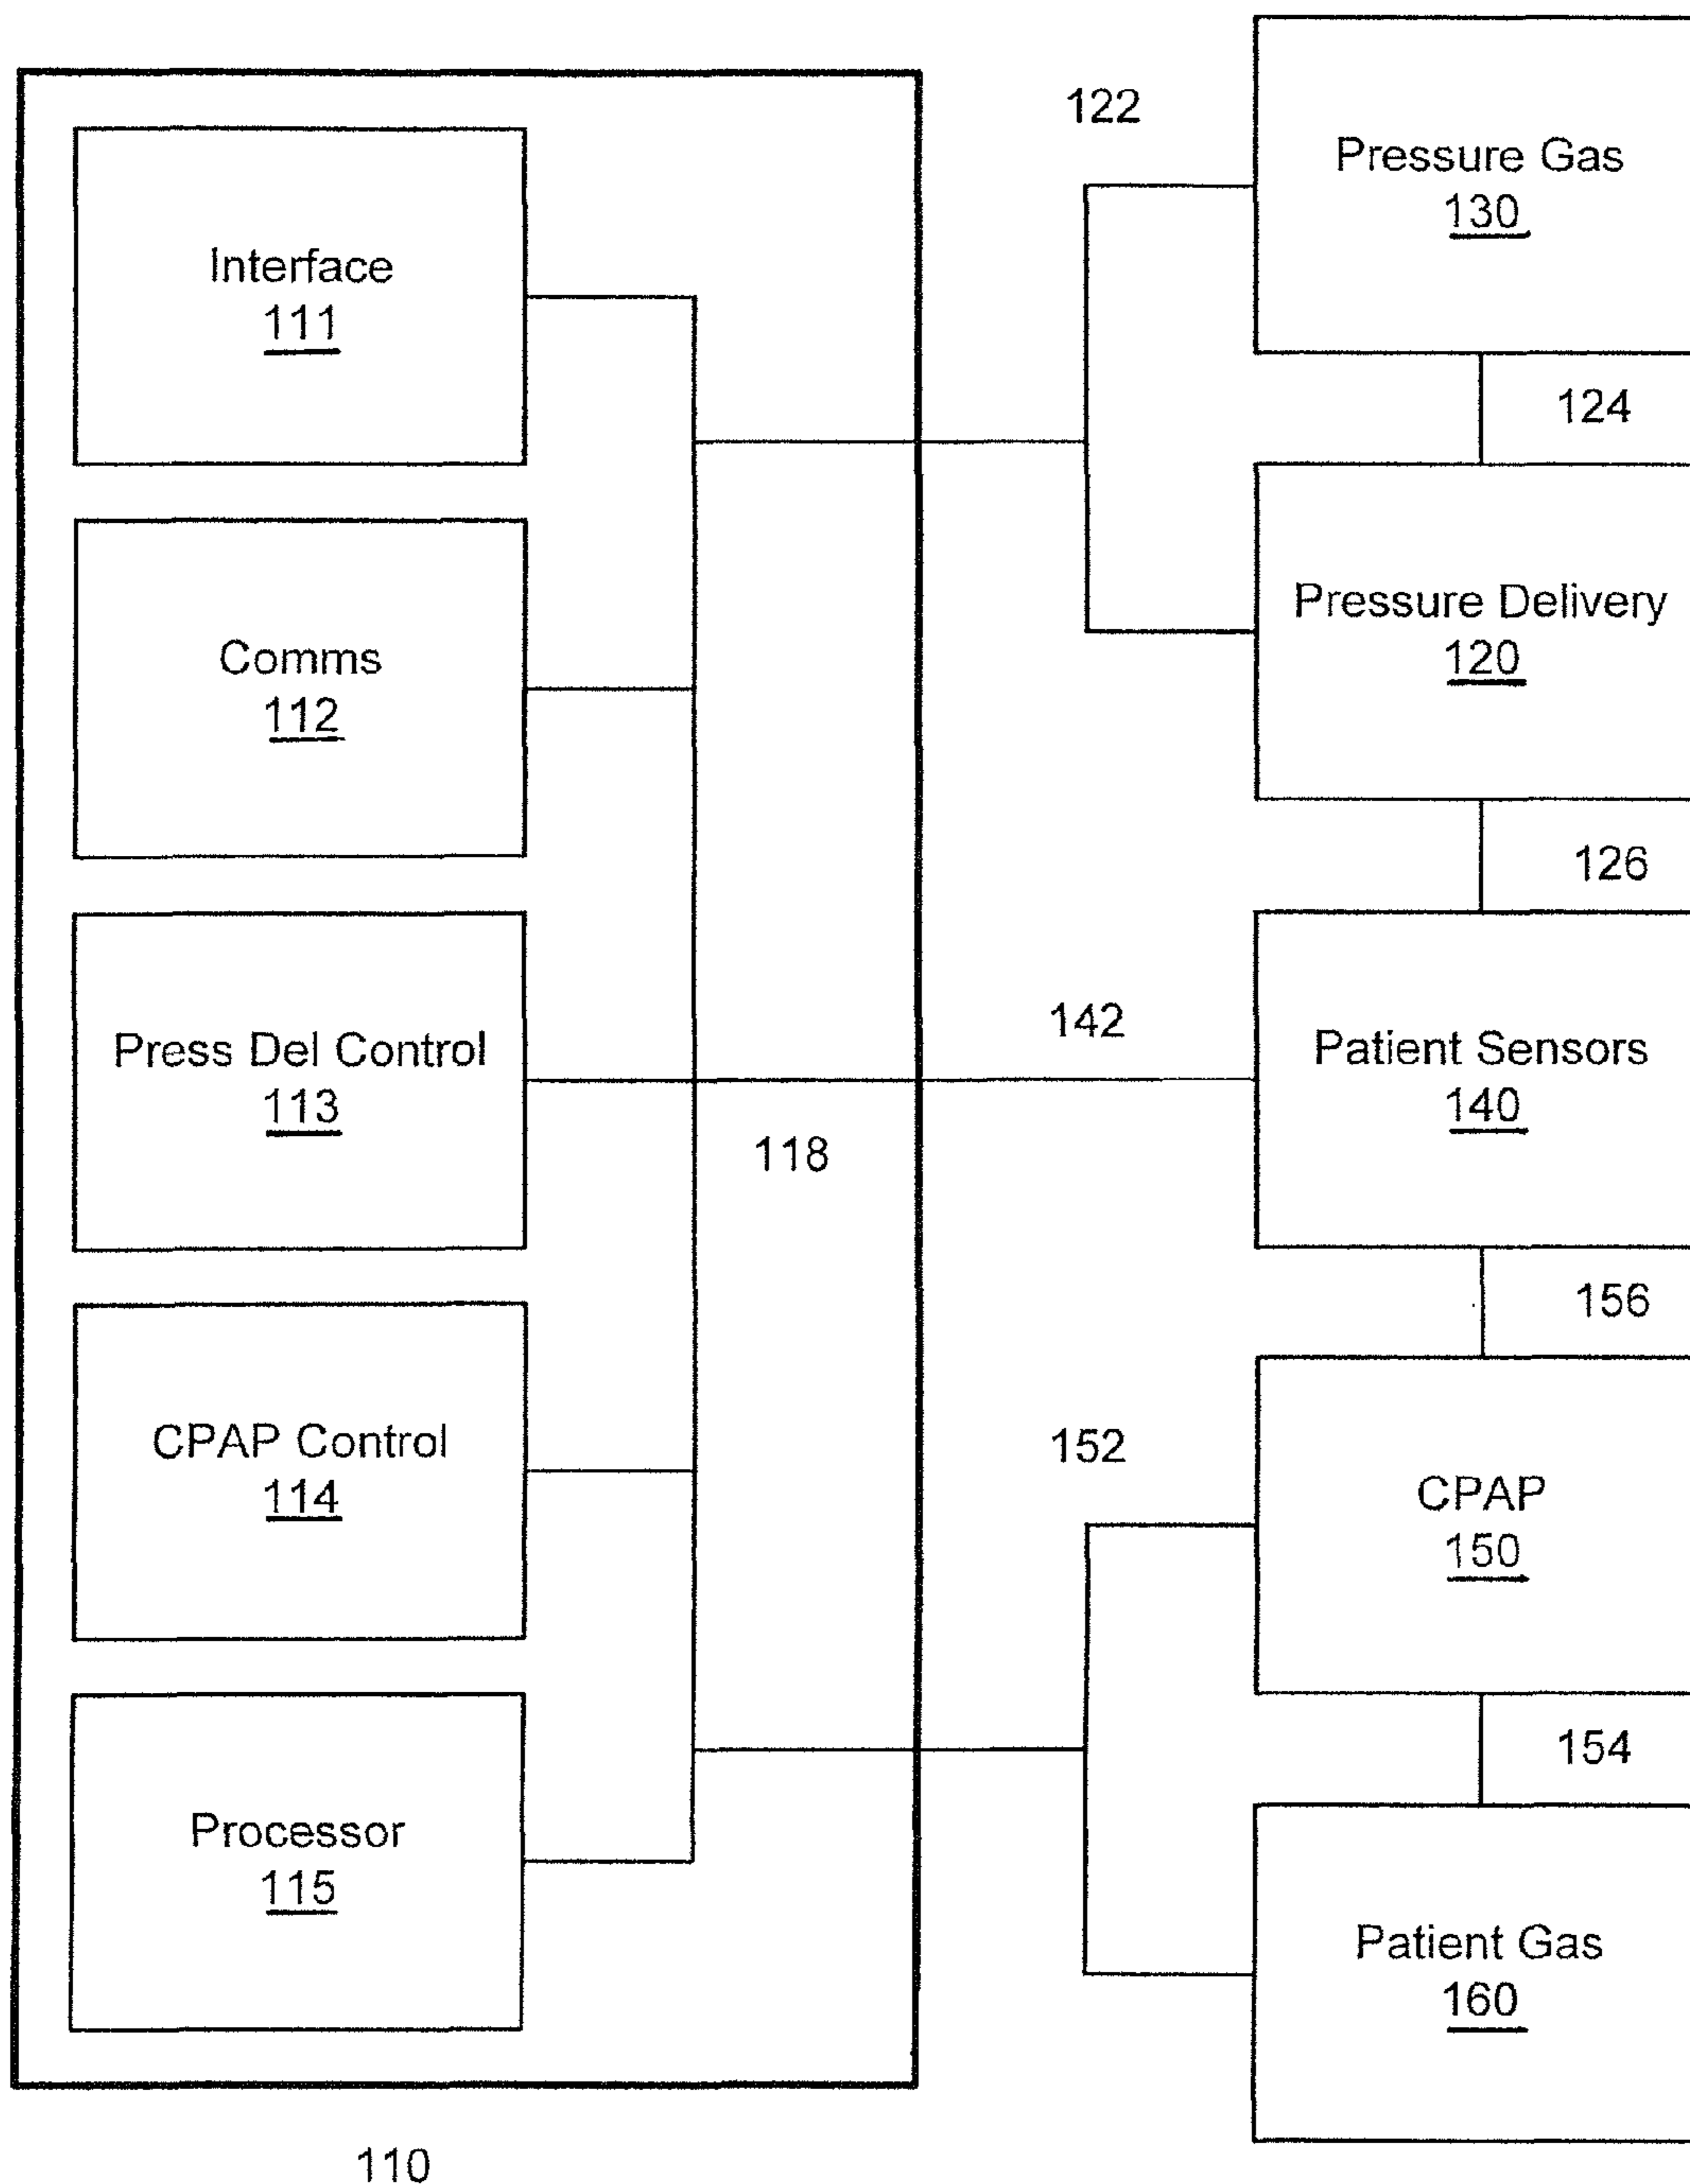 Interface
111
Comms
112
Press Del Control
113
CPAP Control
114
Processor
115
118
110
122
Pressure Gas
130
124
Pressure Delivery
120
126
142
Patient Sensors
140
156
152
CPAP
150
154
Patient Gas
160